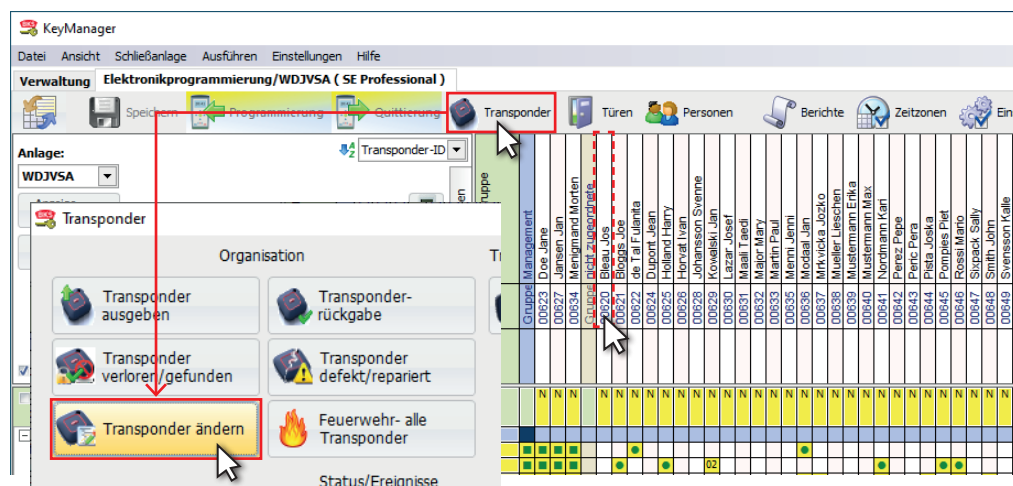 BKS KeyManager
Datei Ansicht Schließanlage Ausführen Einstellungen Hilfe
Verwaltung Elektronikprogrammierung/WDJVSA ( SE Professional )
Speichern Programmierung Quittierung Transponder Türen Personen Berichte Zeitzonen Ein
Anlage:
Transponder-ID
WDJVSA
BKS Transponder
Organisation
Transponder ausgeben
Transponder-rückgabe
Transponder verloren/gefunden
Transponder defekt/repariert
Transponder ändern
Feuerwehr- alle Transponder
Status/Ereignisse
Gruppe Management
00623 Doe Jane
00627 Jansen Jan
00634 Menigmand Morten
Gruppe nicht zugeordnete
00620 Bleau Jos
00621 Bloggs Joe
00622 de Tal Fulanita
00624 Dupont Jean
00625 Holland Harry
00626 Horvat Ivan
00628 Johansson Svenne
00629 Kowalski Jan
00630 Lazar Josef
00631 Maali Taedi
00632 Major Mary
00633 Martin Paul
00635 Menni Jenni
00636 Modaal Jan
00637 Mrkvicka Jozko
00638 Mueller Lieschen
00639 Mustermann Erika
00640 Mustermann Max
00641 Nordmann Kari
00642 Perez Pepe
00643 Peric Pera
00644 Pista Joska
00645 Pomples Piet
00646 Rossi Mario
00647 Sixpack Sally
00648 Smith John
00649 Svensson Kalle
N N N N N N N N N N N N N N N N N N N N N N N N N N N
02